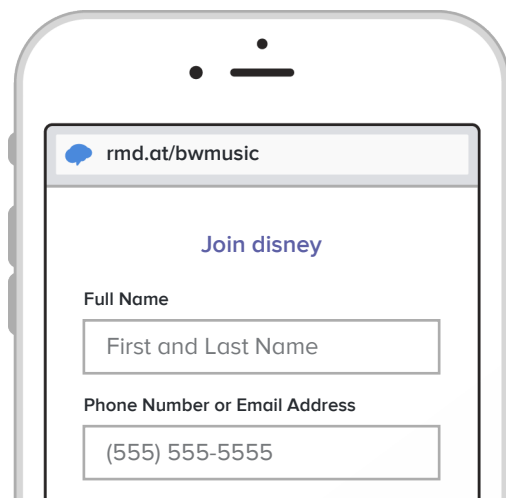 rmd.at/bwmusic
Join disney
Full Name
First and Last Name
Phone Number or Email Address
(555) 555-5555